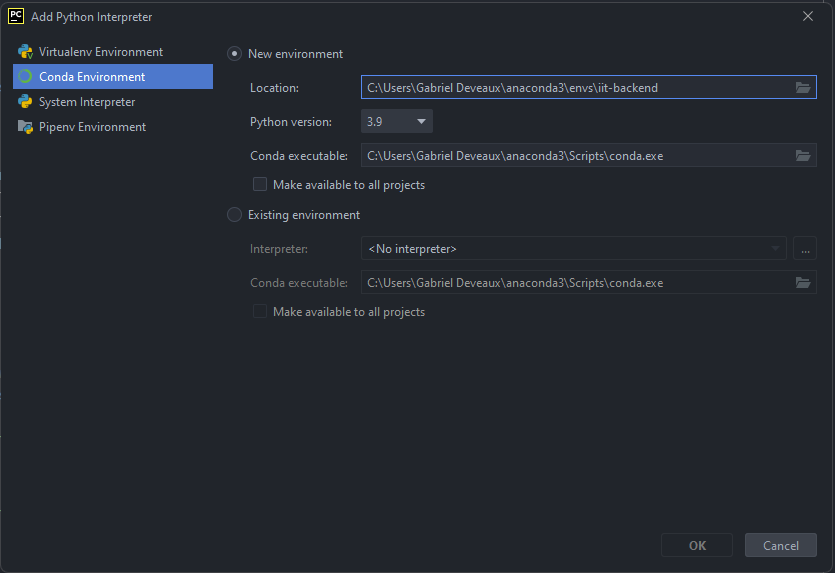 PC Add Python Interpreter
Virtualenv Environment
Conda Environment
System Interpreter
Pipenv Environment
New environment
Location: C:\Users\Gabriel Deveaux\anaconda3\envs\iit-backend
Python version: 3.9
Conda executable: C:\Users\Gabriel Deveaux\anaconda3\Scripts\conda.exe
Make available to all projects
Existing environment
Interpreter: <No interpreter> ...
Conda executable: C:\Users\Gabriel Deveaux\anaconda3\Scripts\conda.exe
Make available to all projects
OK Cancel